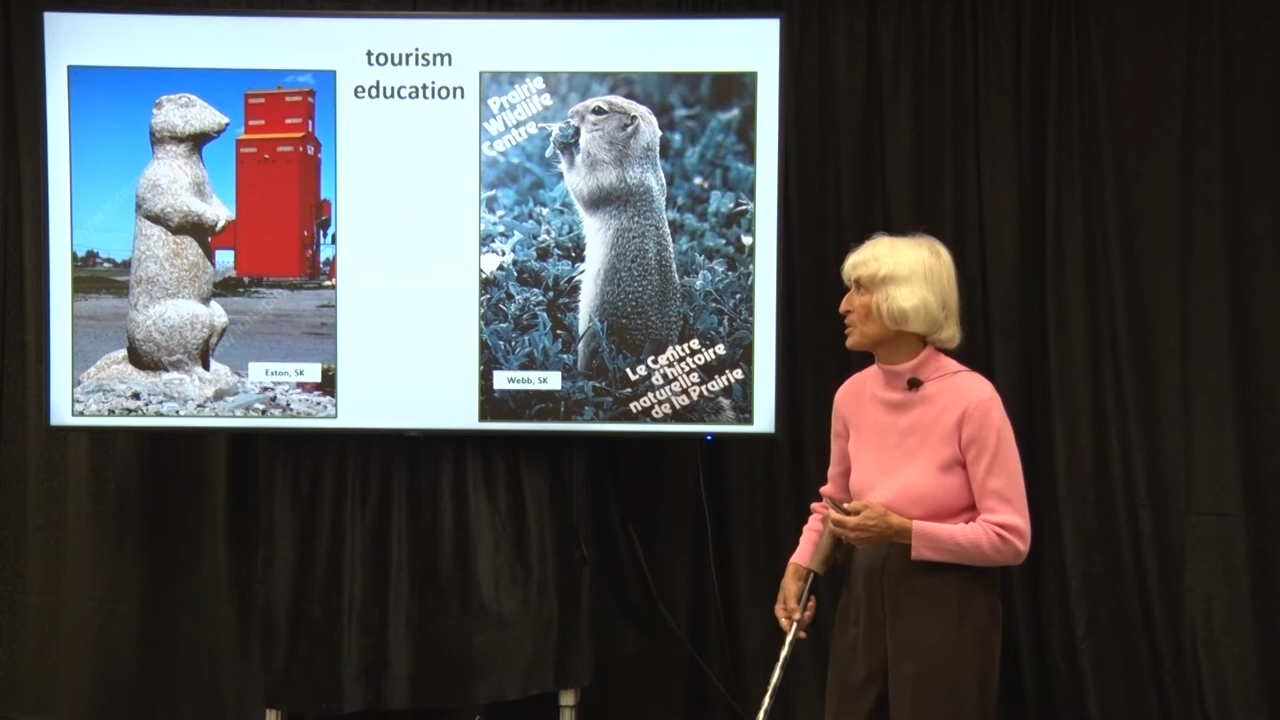 tourism
education
Prairie
Wildlife
Centre
Eston, SK
Webb, SK
Le Centre
d'histoire
naturelle
de la Prairie